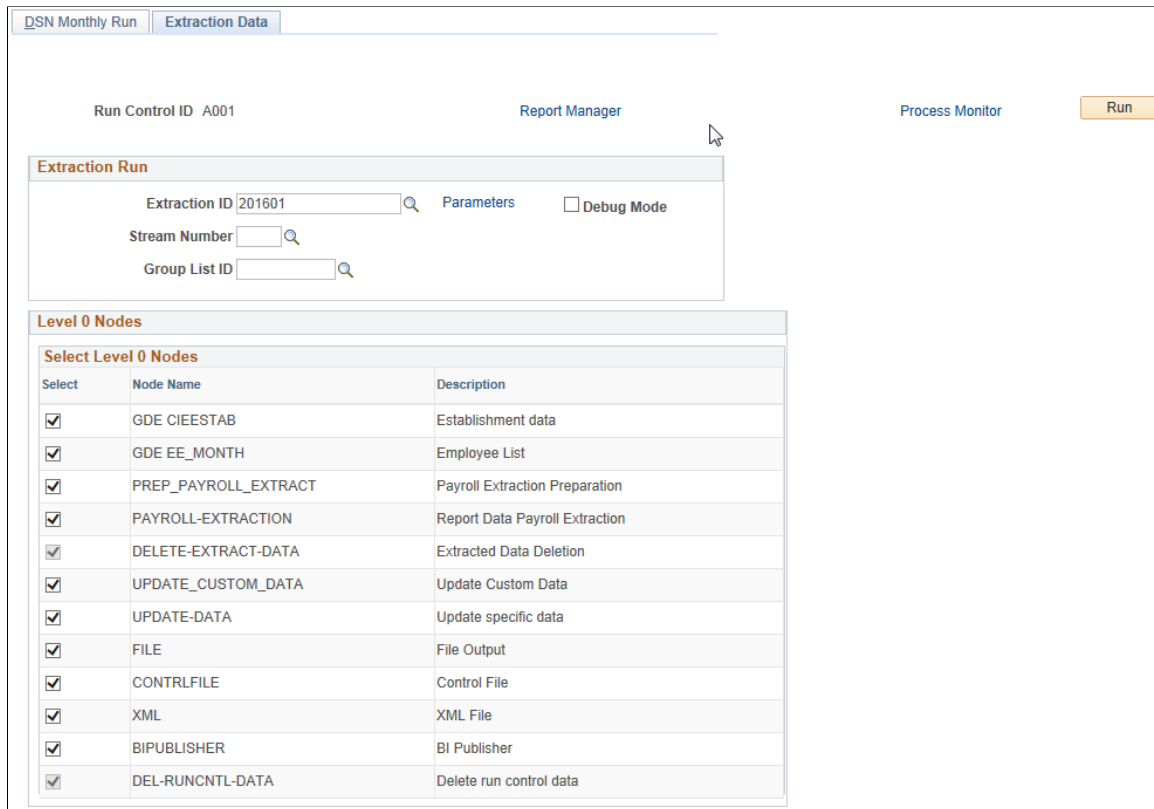 DSN Monthly Run Extraction Data
Run Control ID A001 Report Manager Process Monitor Run
Extraction Run
Extraction ID 201601 Parameters Debug Mode
Stream Number
Group List ID
Level 0 Nodes
Select Level 0 Nodes
Select Node Name Description
GDE CIEESTAB Establishment data
GDE EE_MONTH Employee List
PREP_PAYROLL_EXTRACT Payroll Extraction Preparation
PAYROLL-EXTRACTION Report Data Payroll Extraction
DELETE-EXTRACT-DATA Extracted Data Deletion
UPDATE_CUSTOM_DATA Update Custom Data
UPDATE-DATA Update specific data
FILE File Output
CONTRLFILE Control File
XML XML File
BIPUBLISHER BI Publisher
DEL-RUNCNTL-DATA Delete run control data